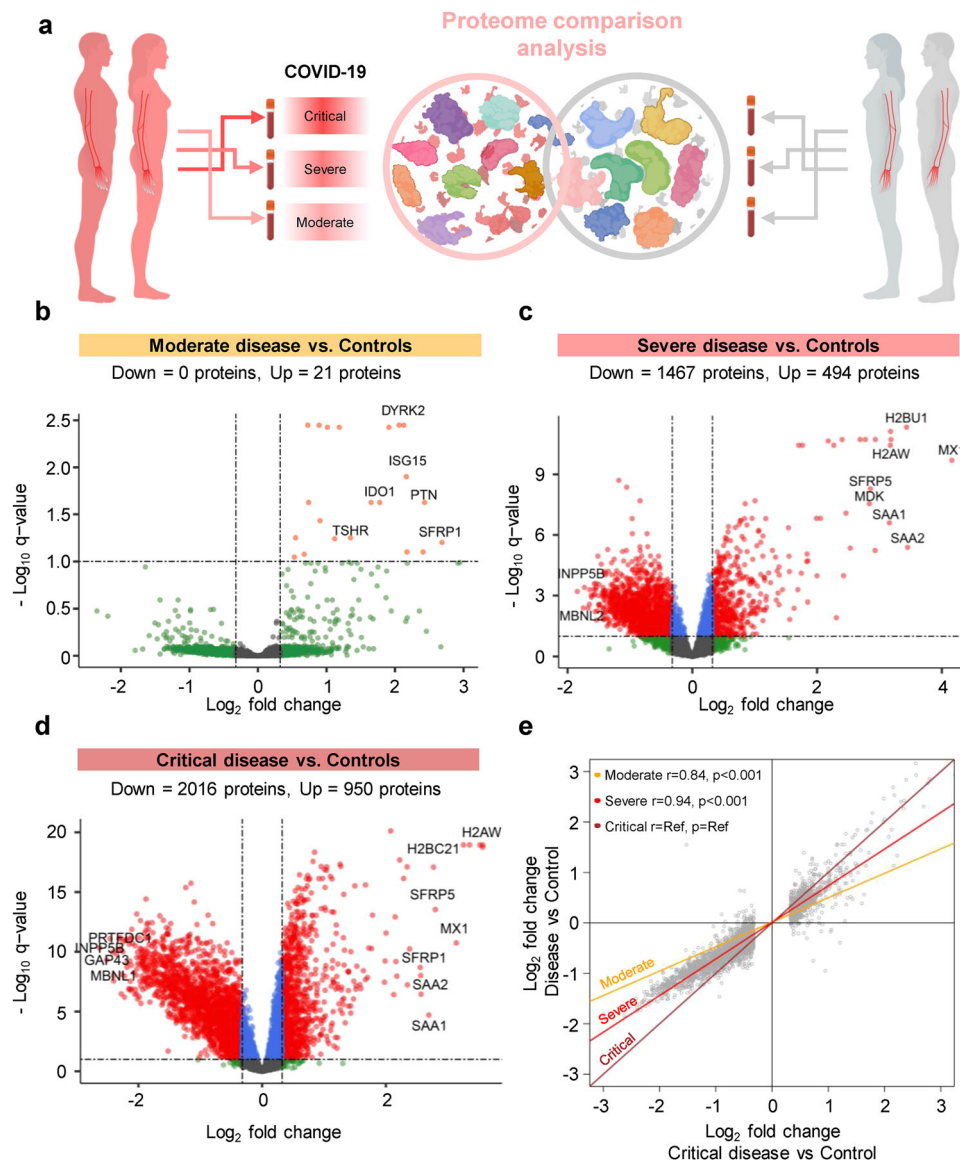 a
Proteome comparison
analysis
COVID-19
Critical
Severe
Moderate
b
Moderate disease vs. Controls
Down = 0 proteins, Up = 21 proteins
DYRK2
ISG15
IDO1
PTN
TSHR
SFRP1
2.5
2.0
1.5
1.0
0.5
0.0
- Log10 q-value
-2
-1
0
1
2
3
Log2 fold change
c
Severe disease vs. Controls
Down = 1467 proteins, Up = 494 proteins
H2BU1
H2AW
MX1
SFRP5
MDK
SAA1
SAA2
INPP5B
MBNL2
9
6
3
0
- Log10 q-value
-2
0
2
4
Log2 fold change
d
Critical disease vs. Controls
Down = 2016 proteins, Up = 950 proteins
H2AW
H2BC21
SFRP5
MX1
SFRP1
SAA2
SAA1
PRTFDC1
INPP5B
GAP43
MBNL1
20
15
10
5
0
- Log10 q-value
-2
0
2
Log2 fold change
e
Moderate r=0.84, p<0.001
Severe r=0.94, p<0.001
Critical r=Ref, p=Ref
Moderate
Severe
Critical
3
2
1
0
-1
-2
-3
Log2 fold change
Disease vs Control
-3
-2
-1
0
1
2
3
Log2 fold change
Critical disease vs Control